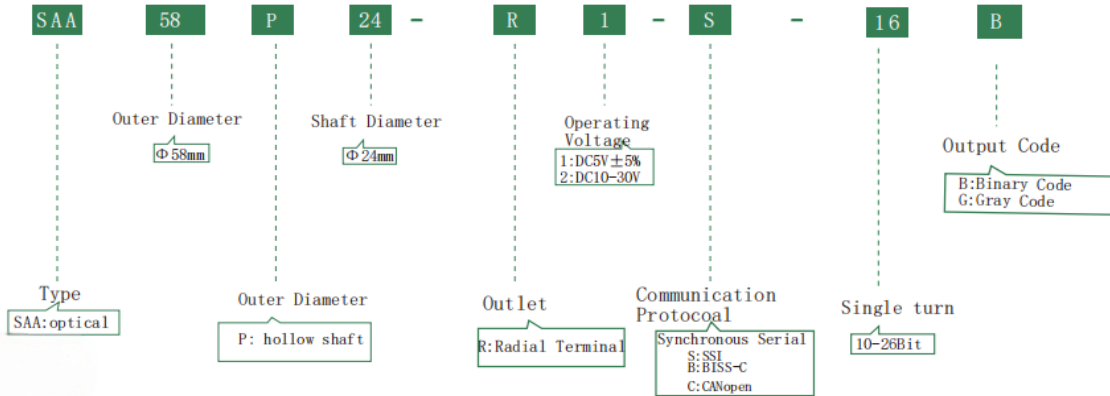 SAA 58 P 24 - R 1 - S - 16 B
Outer Diameter
Φ58mm
Shaft Diameter
Φ24mm
Operating
Voltage
1:DC5V±5%
2:DC10-30V
Output Code
B:Binary Code
G:Gray Code
Type
SAA:optical
Outer Diameter
P: hollow shaft
Outlet
R:Radial Terminal
Communication
Protocoal
Synchronous Serial
S:SSI
B:BISS-C
C:CANopen
Single turn
10-26Bit